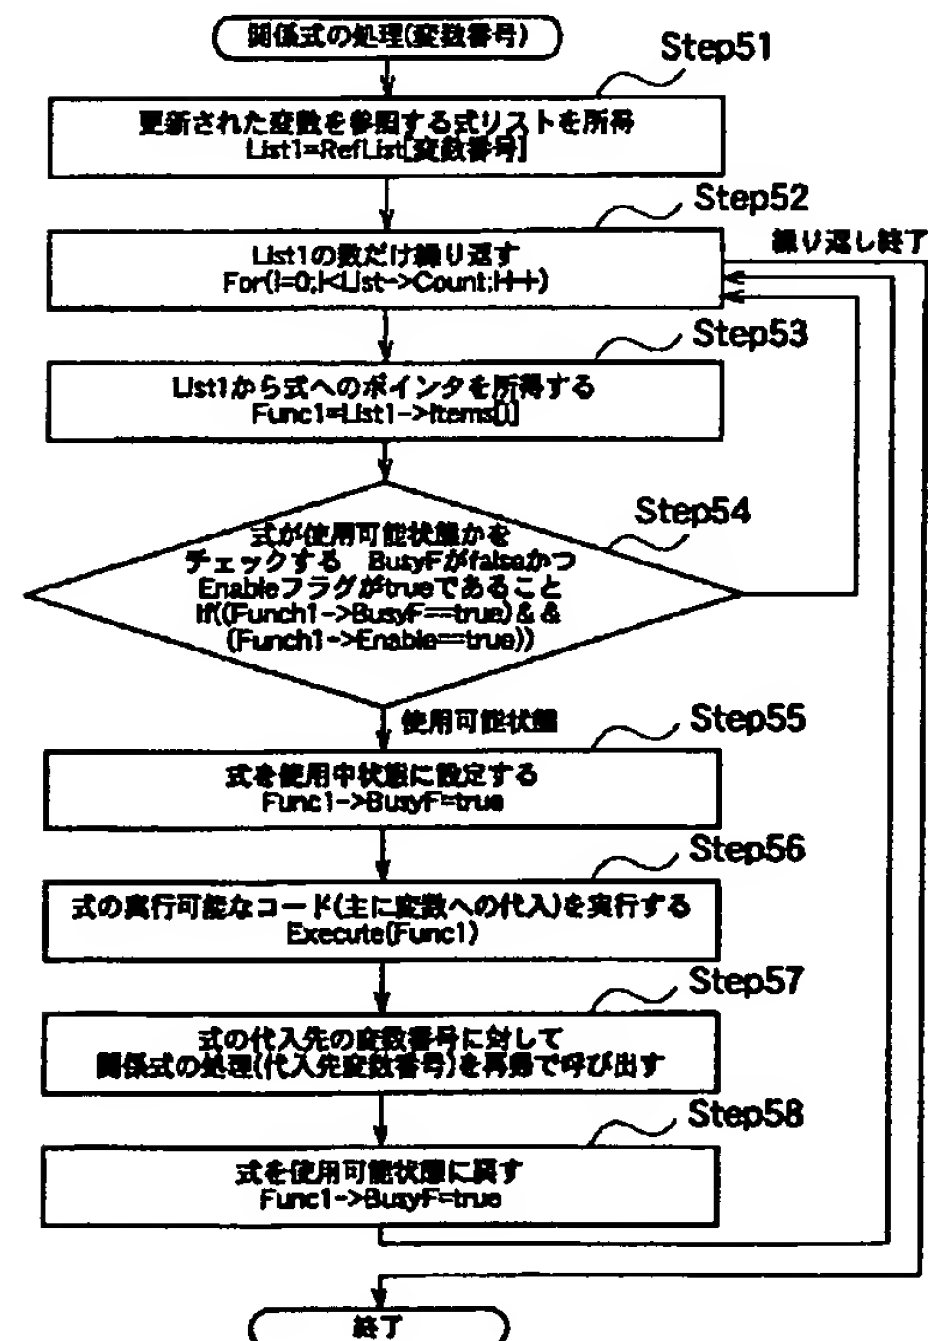 関係式の処理(変数番号)
Step51
更新された変数を参照する式リストを所得
List1=RefList[変数番号]
Step52
繰り返し終了
List1の数だけ繰り返す
For(i=0;i<List->Count;i++)
Step53
List1から式へのポインタを所得する
Func1=List1->Items[i]
Step54
式が使用可能状態かを
チェックする BusyFがfalseかつ
Enableフラグがtrueであること
If((Funch1->BusyF==true)&&
(Funch1->Enable==true))
使用可能状態
Step55
式を使用中状態に設定する
Func1->BusyF=true
Step56
式の実行可能なコード(主に変数への代入)を実行する
Execute(Func1)
Step57
式の代入先の変数番号に対して
関係式の処理(代入先変数番号)を再帰で呼び出す
Step58
式を使用可能状態に戻す
Func1->BusyF=true
終了